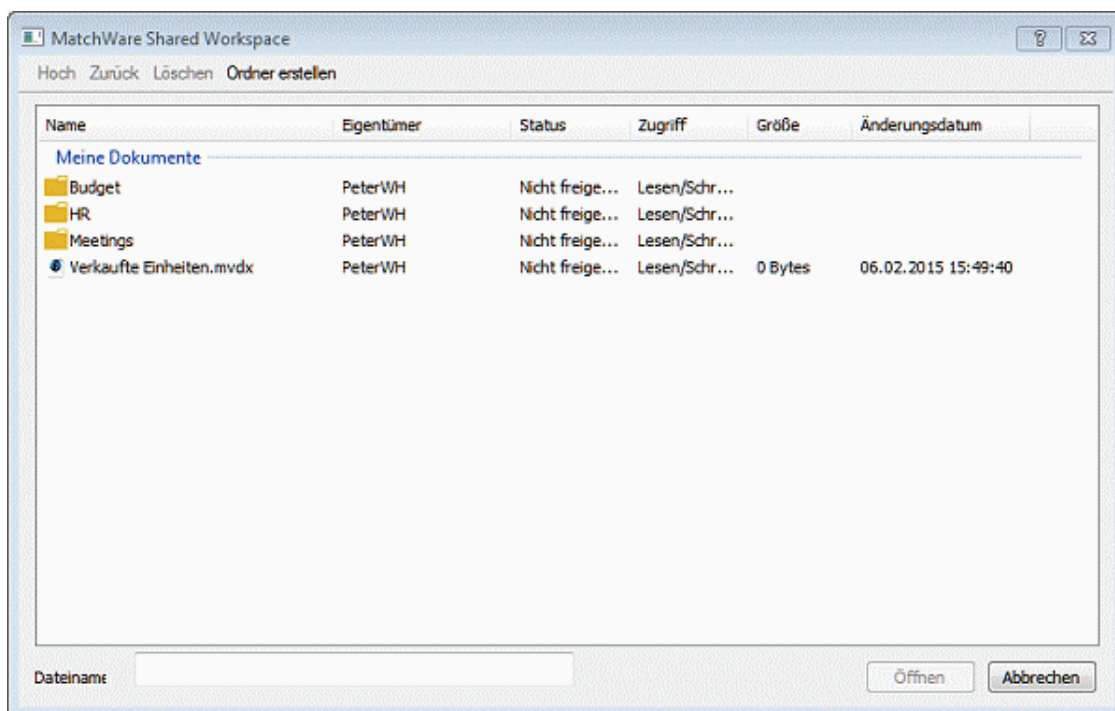 MatchWare Shared Workspace
Hoch Zurück Löschen Ordner erstellen
Name Eigentümer Status Zugriff Größe Änderungsdatum
Meine Dokumente
Budget PeterWH Nicht freige... Lesen/Schr...
HR PeterWH Nicht freige... Lesen/Schr...
Meetings PeterWH Nicht freige... Lesen/Schr...
Verkaufte Einheiten.mvdx PeterWH Nicht freige... Lesen/Schr... 0 Bytes 06.02.2015 15:49:40
Dateiname Öffnen Abbrechen